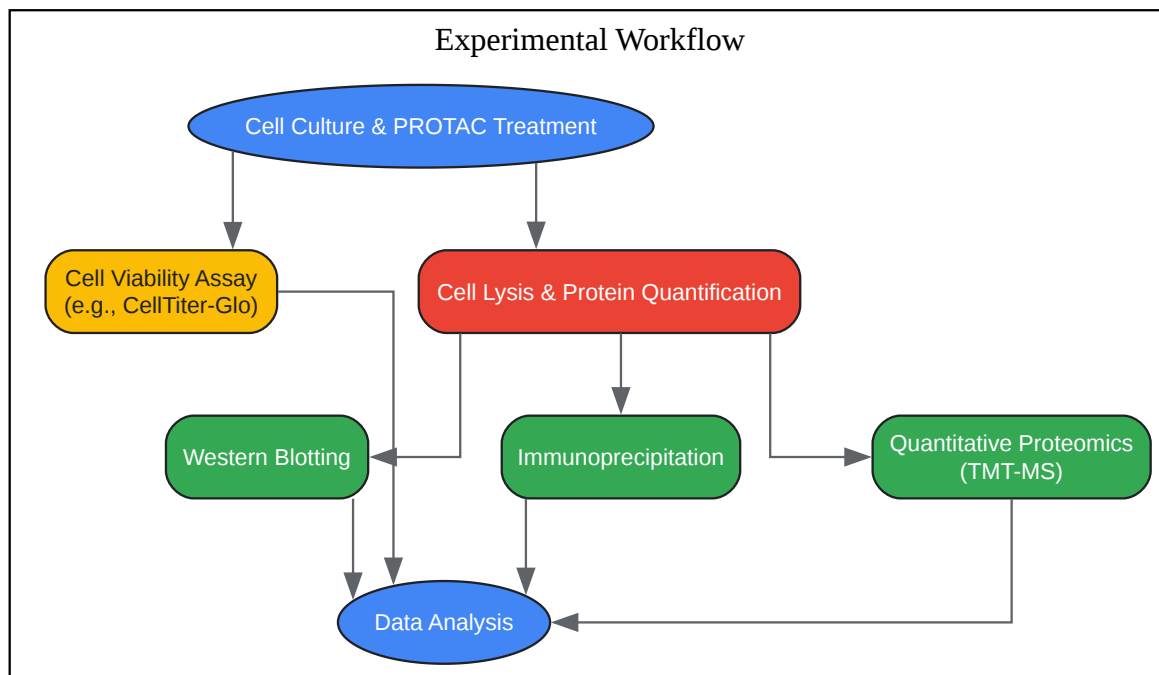 Experimental Workflow
Cell Culture & PROTAC Treatment
Cell Viability Assay
(e.g., CellTiter-Glo)
Cell Lysis & Protein Quantification
Western Blotting
Immunoprecipitation
Quantitative Proteomics
(TMT-MS)
Data Analysis